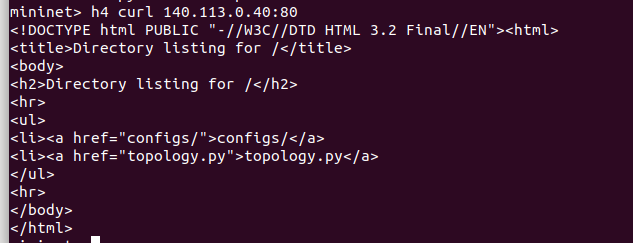 mininet> h4 curl 140.113.0.40:80
<!DOCTYPE html PUBLIC "-//W3C//DTD HTML 3.2 Final//EN"><html>
<title>Directory listing for /</title>
<body>
<h2>Directory listing for /</h2>
<hr>
<ul>
<li><a href="configs/">configs/</a>
<li><a href="topology.py">topology.py</a>
</ul>
<hr>
</body>
</html>
mininet>